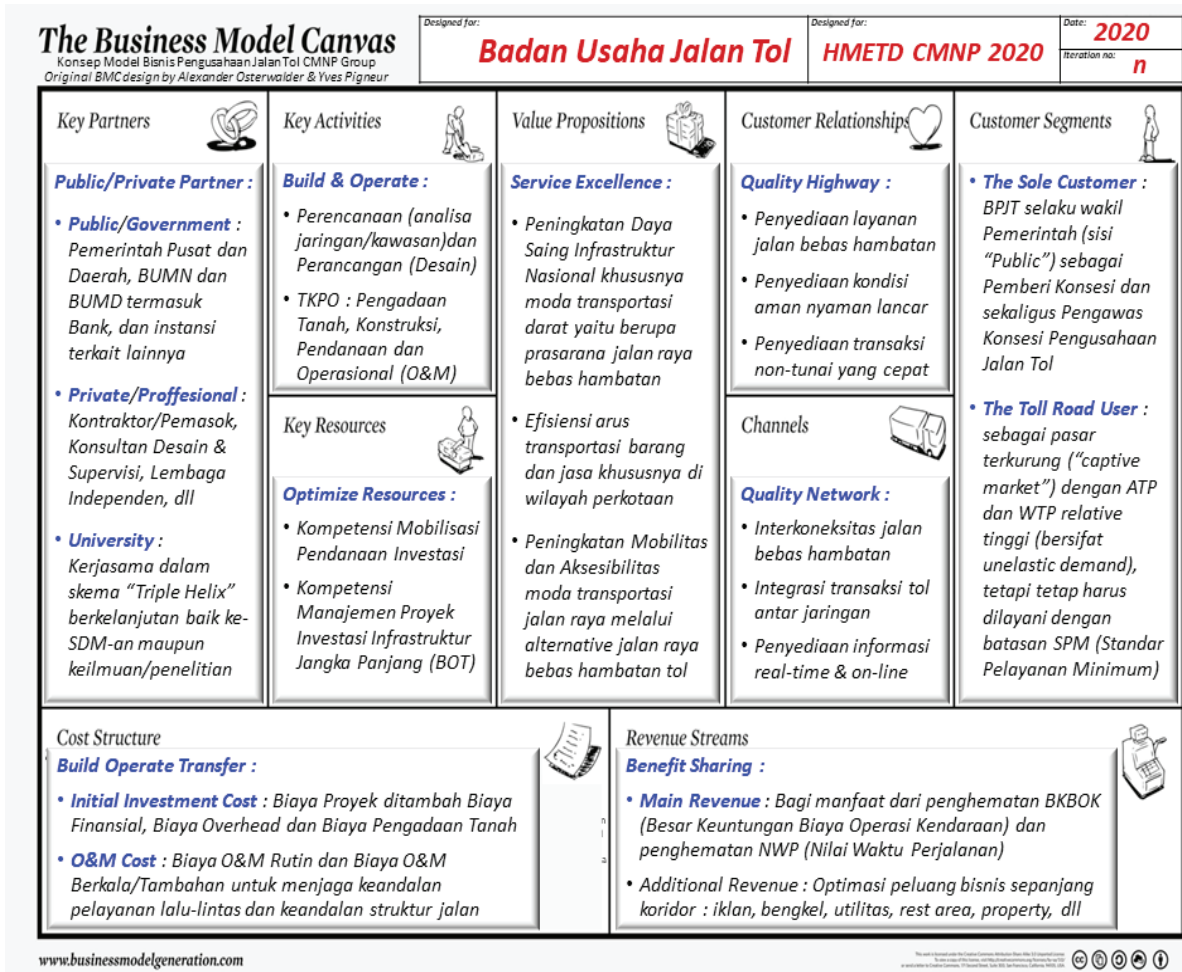 The Business Model Canvas
Konsep Model Bisnis Pengusahaan Jalan Tol CMNP Group
Original BMC design by Alexander Osterwalder & Yves Pigneur
Designed for:
Badan Usaha Jalan Tol
Designed for:
HMETD CMNP 2020
Date:
2020
Iteration no:
n
Key Partners
Public/Private Partner :
• Public/Government :
Pemerintah Pusat dan
Daerah, BUMN dan
BUMD termasuk
Bank, dan instansi
terkait lainnya
• Private/Proffesional :
Kontraktor/Pemasok,
Konsultan Desain &
Supervisi, Lembaga
Independen, dll
• University :
Kerjasama dalam
skema “Triple Helix”
berkelanjutan baik ke-
SDM-an maupun
keilmuan/penelitian
Key Activities
Build & Operate :
• Perencanaan (analisa
jaringan/kawasan)dan
Perancangan (Desain)
• TKPO : Pengadaan
Tanah, Konstruksi,
Pendanaan dan
Operasional (O&M)
Key Resources
Optimize Resources :
• Kompetensi Mobilisasi
Pendanaan Investasi
• Kompetensi
Manajemen Proyek
Investasi Infrastruktur
Jangka Panjang (BOT)
Value Propositions
Service Excellence :
• Peningkatan Daya
Saing Infrastruktur
Nasional khususnya
moda transportasi
darat yaitu berupa
prasarana jalan raya
bebas hambatan
• Efisiensi arus
transportasi barang
dan jasa khususnya di
wilayah perkotaan
• Peningkatan Mobilitas
dan Aksesibilitas
moda transportasi
jalan raya melalui
alternative jalan raya
bebas hambatan tol
Customer Relationships
Quality Highway :
• Penyediaan layanan
jalan bebas hambatan
• Penyediaan kondisi
aman nyaman lancar
• Penyediaan transaksi
non-tunai yang cepat
Channels
Quality Network :
• Interkoneksitas jalan
bebas hambatan
• Integrasi transaksi tol
antar jaringan
• Penyediaan informasi
real-time & on-line
Customer Segments
• The Sole Customer :
BPJT selaku wakil
Pemerintah (sisi
“Public”) sebagai
Pemberi Konsesi dan
sekaligus Pengawas
Konsesi Pengusahaan
Jalan Tol
• The Toll Road User :
sebagai pasar
terkurung (“captive
market”) dengan ATP
dan WTP relative
tinggi (bersifat
unelastic demand),
tetapi tetap harus
dilayani dengan
batasan SPM (Standar
Pelayanan Minimum)
Cost Structure
Build Operate Transfer :
• Initial Investment Cost : Biaya Proyek ditambah Biaya
Finansial, Biaya Overhead dan Biaya Pengadaan Tanah
• O&M Cost : Biaya O&M Rutin dan Biaya O&M
Berkala/Tambahan untuk menjaga keandalan
pelayanan lalu-lintas dan keandalan struktur jalan
Revenue Streams
Benefit Sharing :
• Main Revenue : Bagi manfaat dari penghematan BKBOK
(Besar Keuntungan Biaya Operasi Kendaraan) dan
penghematan NWP (Nilai Waktu Perjalanan)
• Additional Revenue : Optimasi peluang bisnis sepanjang
koridor : iklan, bengkel, utilitas, rest area, property, dll
www.businessmodelgeneration.com